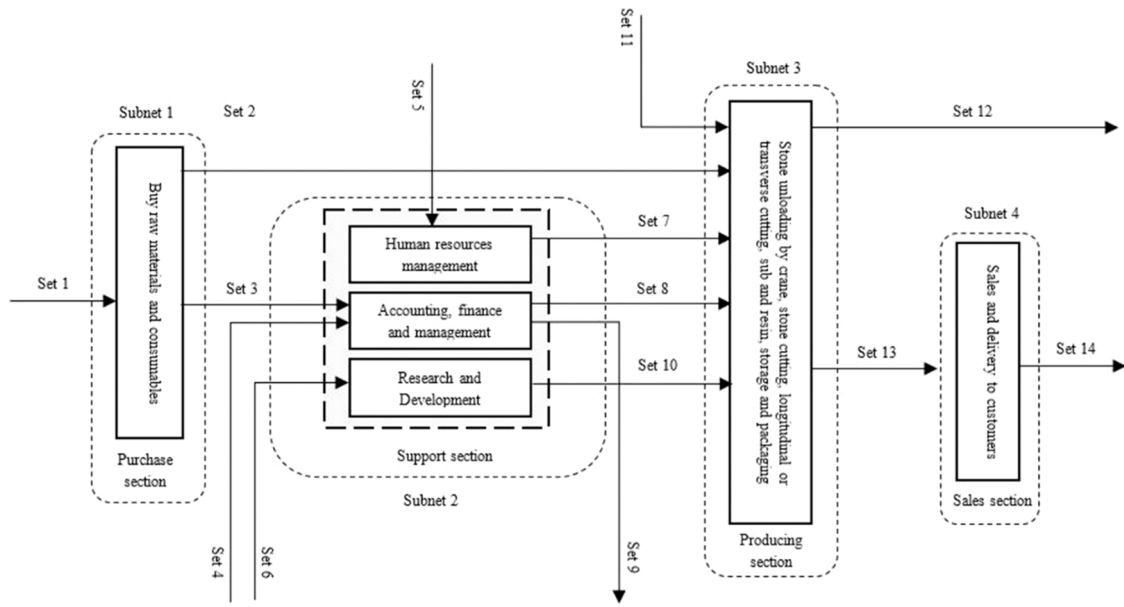 Set 11
Subnet 3
Set 5
Subnet 1
Set 2
Set 12
Buy raw materials and consumables
Stone unloading by crane, stone cutting, longitudinal or
transverse cutting, sub and resin, storage and packaging
Subnet 4
Human resources
management
Set 7
Set 1
Set 3
Accounting, finance
and management
Set 8
Sales and delivery to customers
Set 13
Set 14
Research and
Development
Set 10
Support section
Purchase
section
Subnet 2
Sales section
Set 4
Set 6
Set 9
Producing
section